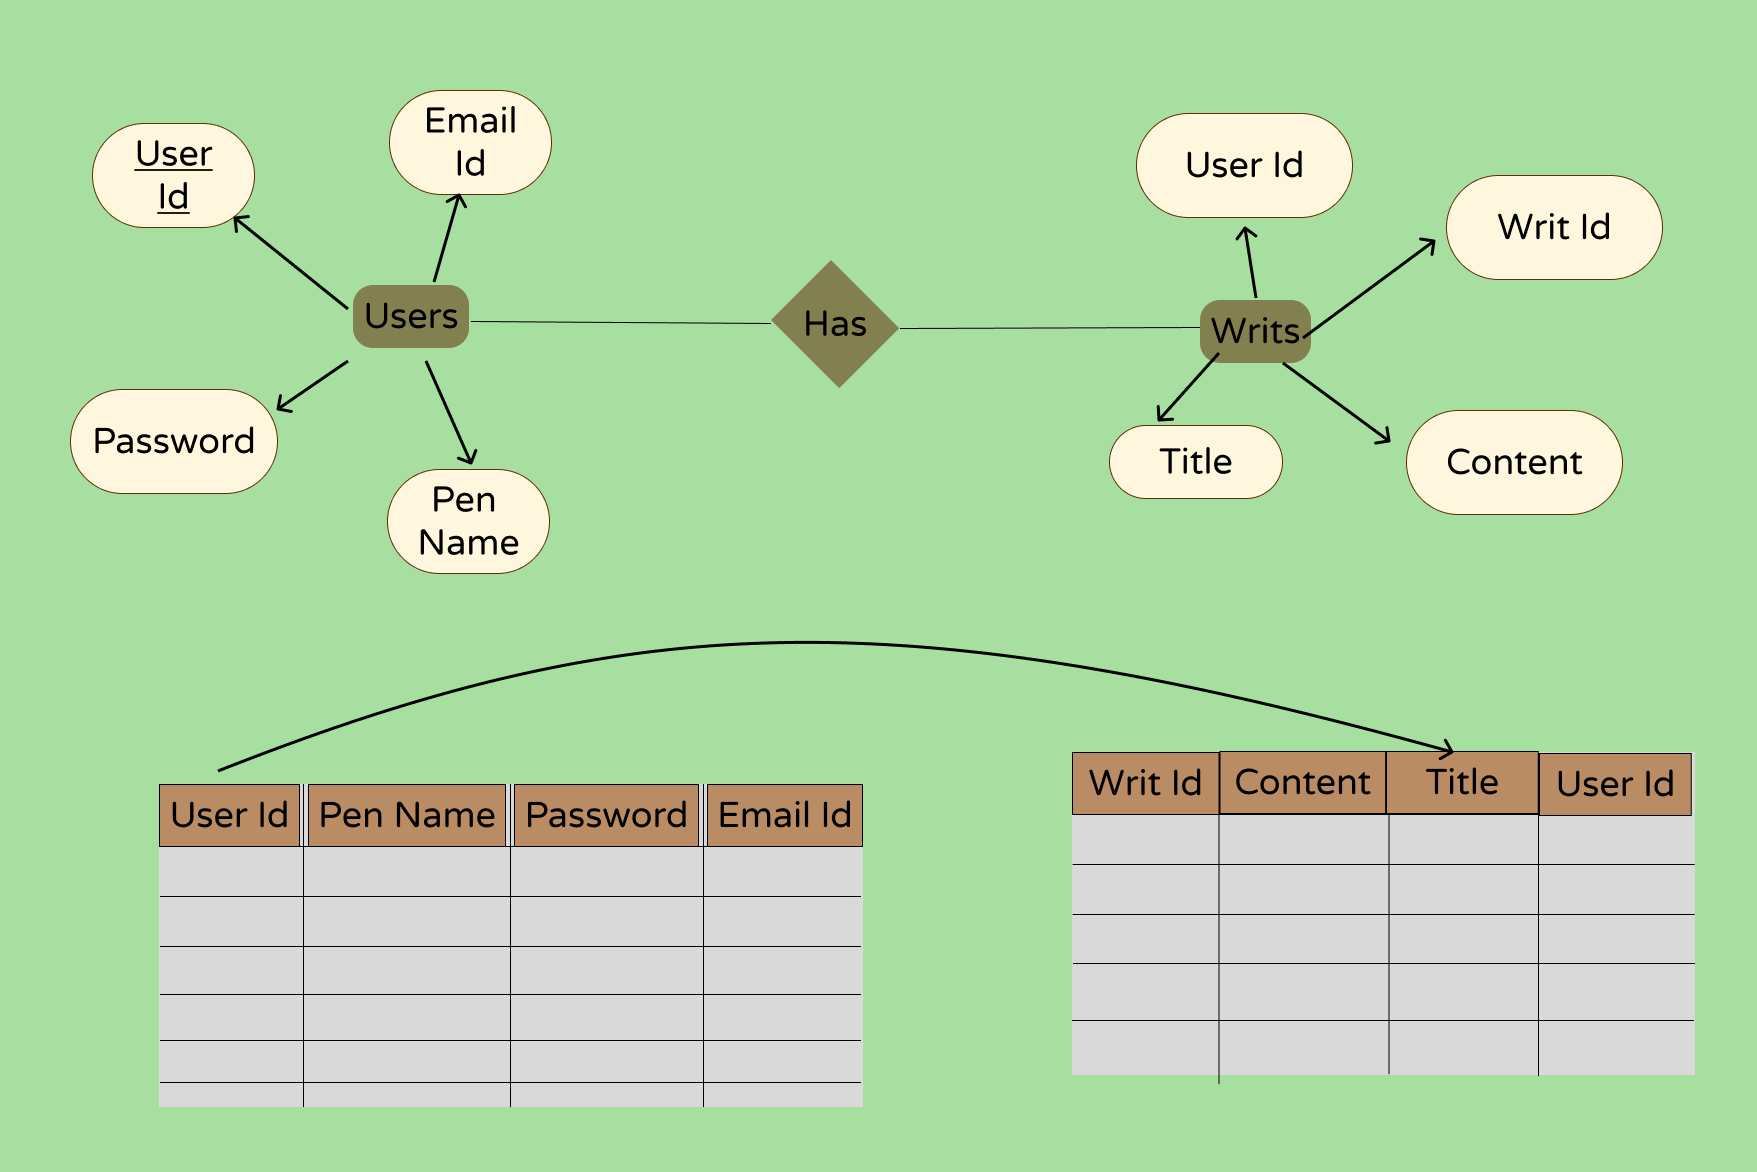 Email
Id
User
Id
User Id
Writ Id
Users
Has
Writs
Password
Pen
Name
Title
Content
User Id Pen Name Password Email Id
Writ Id Content Title User Id